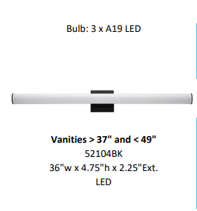 Bulb: 3 x A19 LED
Vanities > 37" and < 49"
52104BK
36"w x 4.75"h x 2.25"Ext.
LED